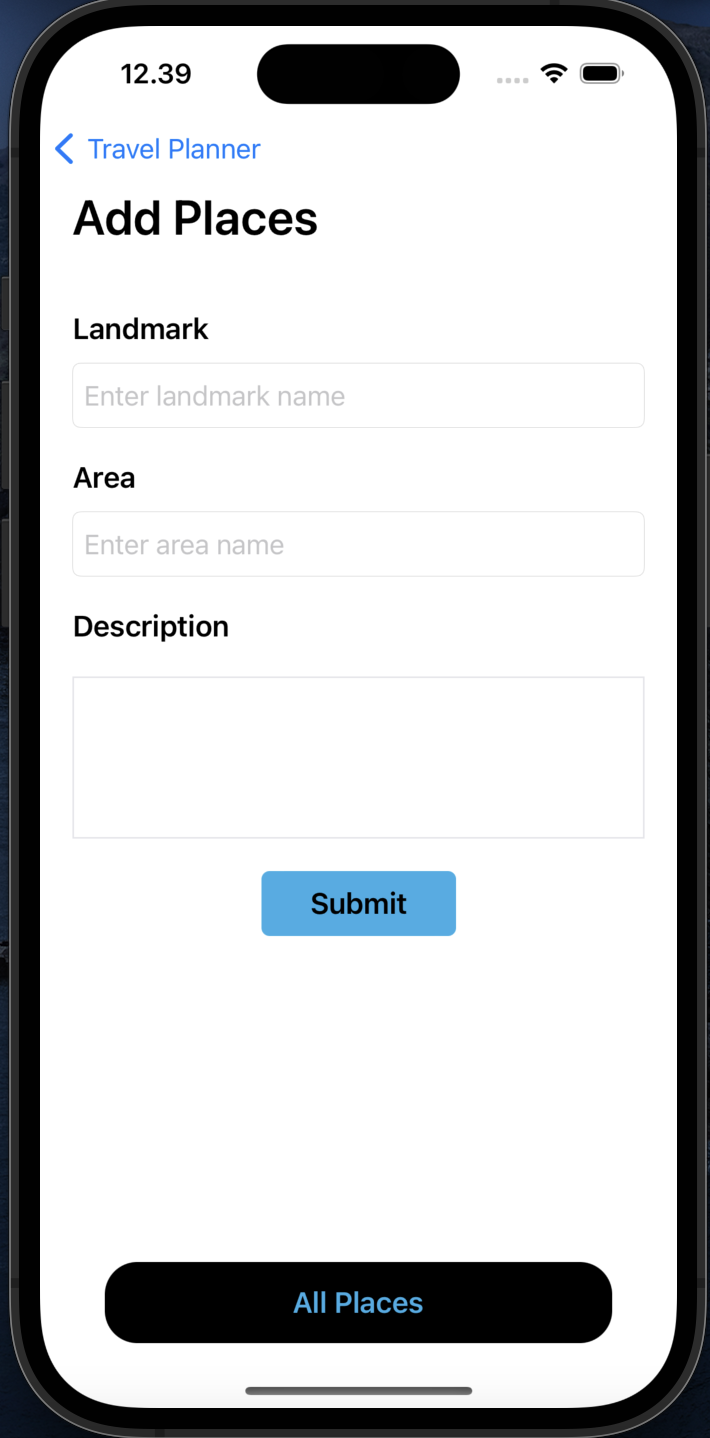 12.39
Travel Planner
Add Places
Landmark
Enter landmark name
Area
Enter area name
Description
Submit
All Places